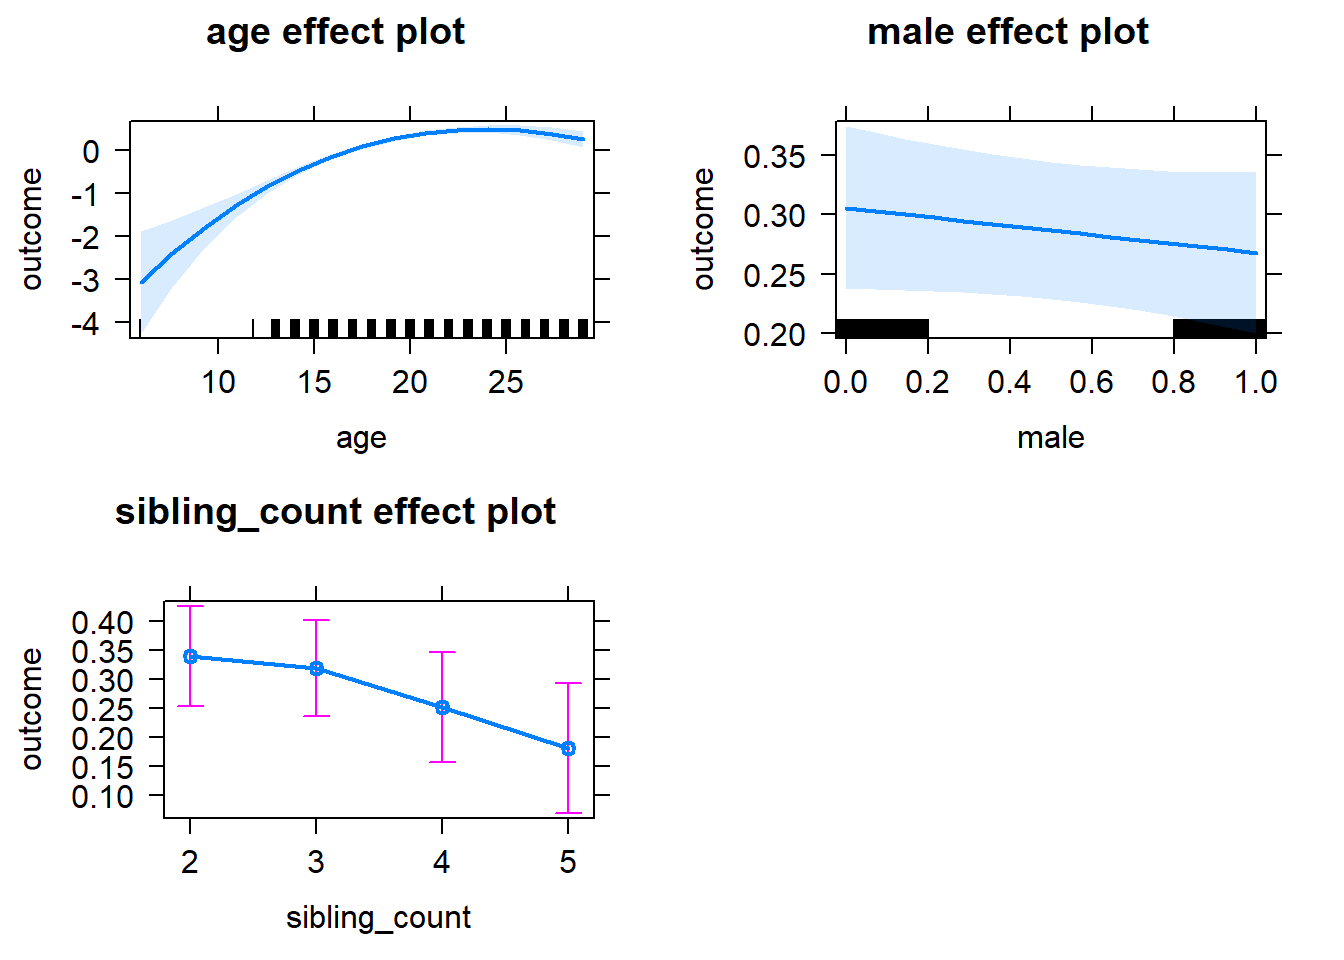 age effect plot
outcome
0
-1
-2
-3
-4
10 15 20 25
age
male effect plot
outcome
0.35
0.30
0.25
0.20
0.0 0.2 0.4 0.6 0.8 1.0
male
sibling_count effect plot
outcome
0.40
0.35
0.30
0.25
0.20
0.15
0.10
2 3 4 5
sibling_count